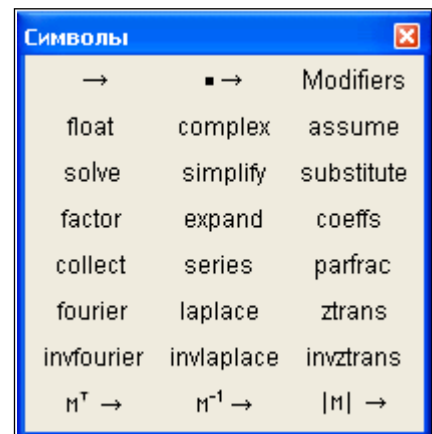 Символы
→ ▪→ Modifiers
float complex assume
solve simplify substitute
factor expand coeffs
collect series parfrac
fourier laplace ztrans
invfourier invlaplace invztrans
Mᵀ → M⁻¹ → |M| →